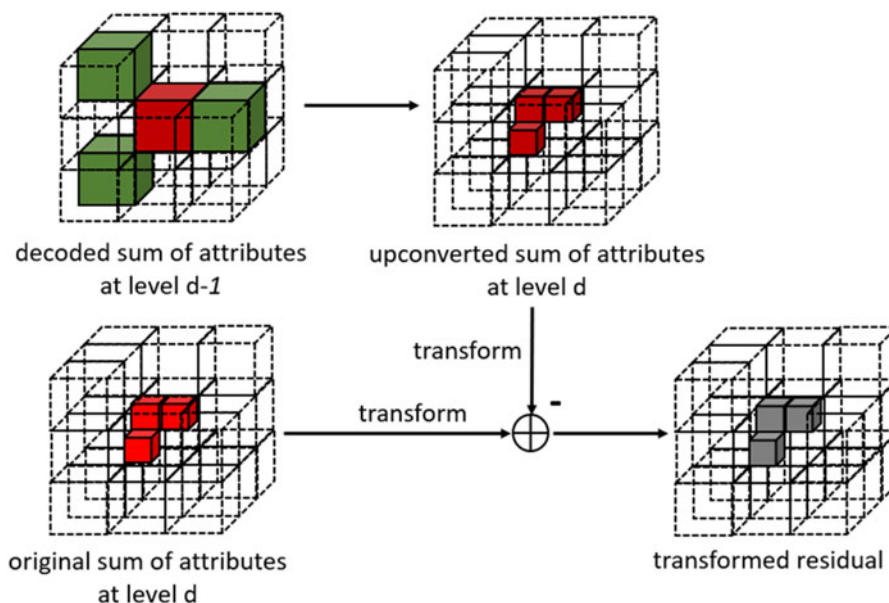 decoded sum of attributes
at level d-1
upconverted sum of attributes
at level d
transform
transform
-
original sum of attributes
at level d
transformed residual